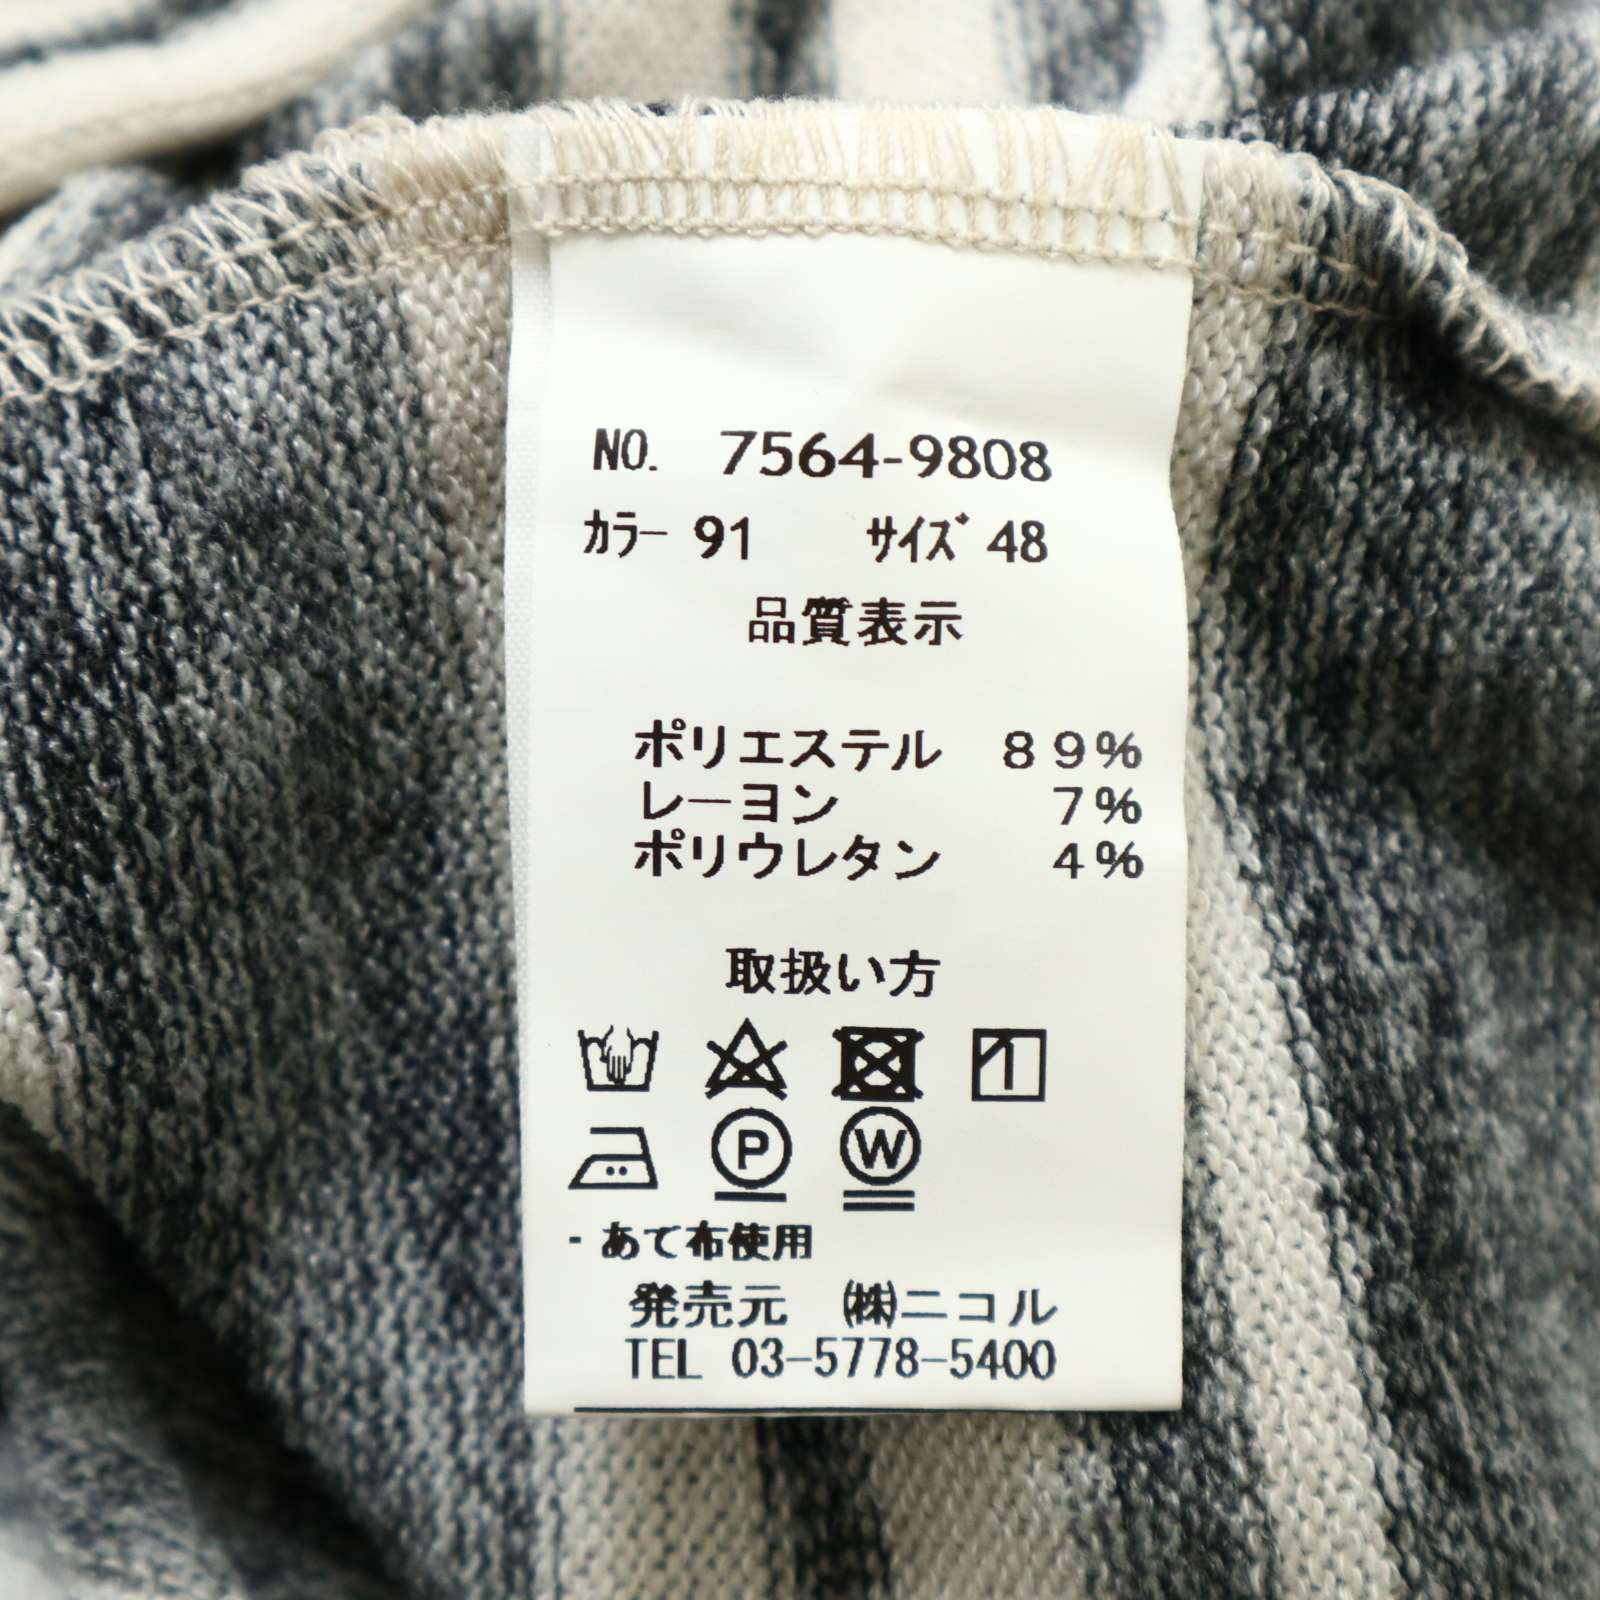 NO. 7564-9808
カラー 91 サイズ 48
品質表示
ポリエステル 89%
レーヨン 7%
ポリウレタン 4%
取扱い方
P W
・あて布使用
発売元 ㈱ニコル
TEL 03-5778-5400